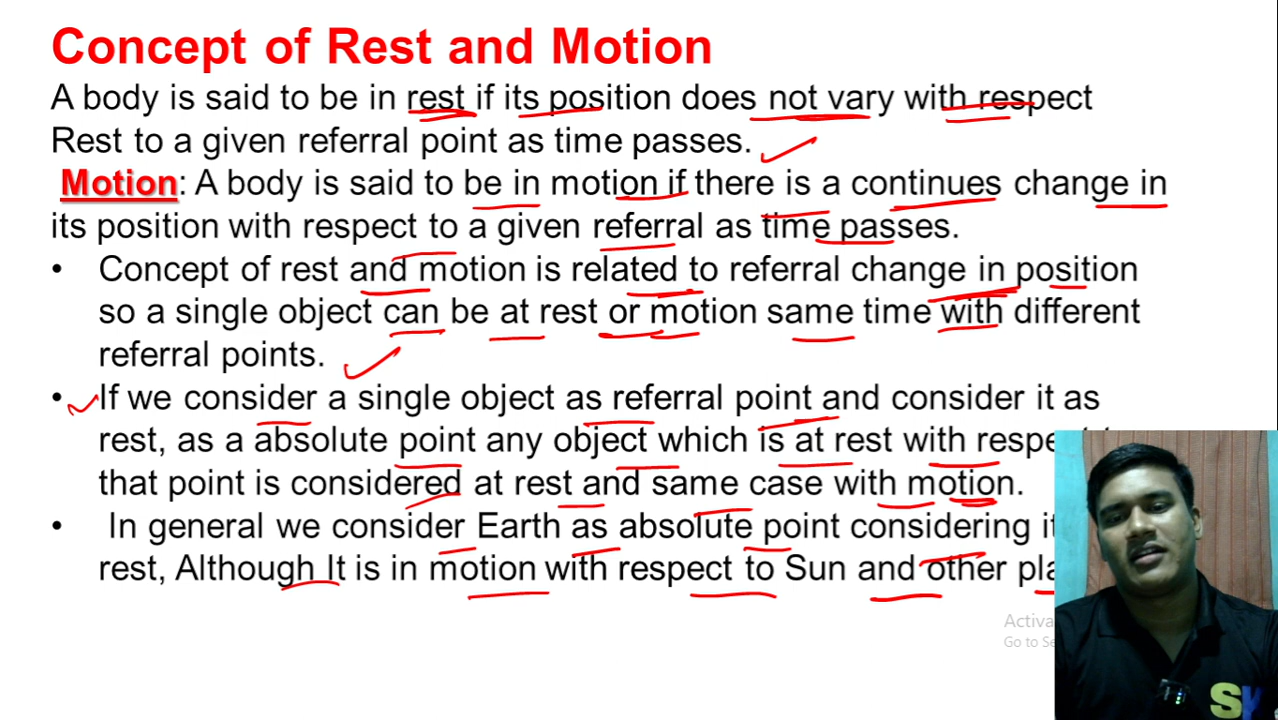 Concept of Rest and Motion
A body is said to be in rest if its position does not vary with respect
Rest to a given referral point as time passes.
Motion: A body is said to be in motion if there is a continues change in
its position with respect to a given referral as time passes.
• Concept of rest and motion is related to referral change in position
so a single object can be at rest or motion same time with different
referral points.
• If we consider a single object as referral point and consider it as
rest, as a absolute point any object which is at rest with
that point is considered at rest and same case with motion.
• In general we consider Earth as absolute point considering
rest, Although It is in motion with respect to Sun and other
Go to